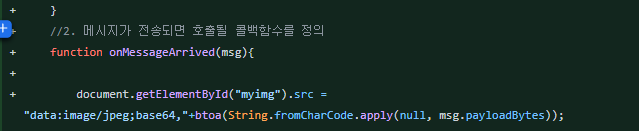 + }
+ //2. 메시지가 전송되면 호출될 콜백함수를 정의
+ function onMessageArrived(msg){
+
+ document.getElementById("myimg").src =
"data:image/jpeg;base64,"+btoa(String.fromCharCode.apply(null, msg.payloadBytes));